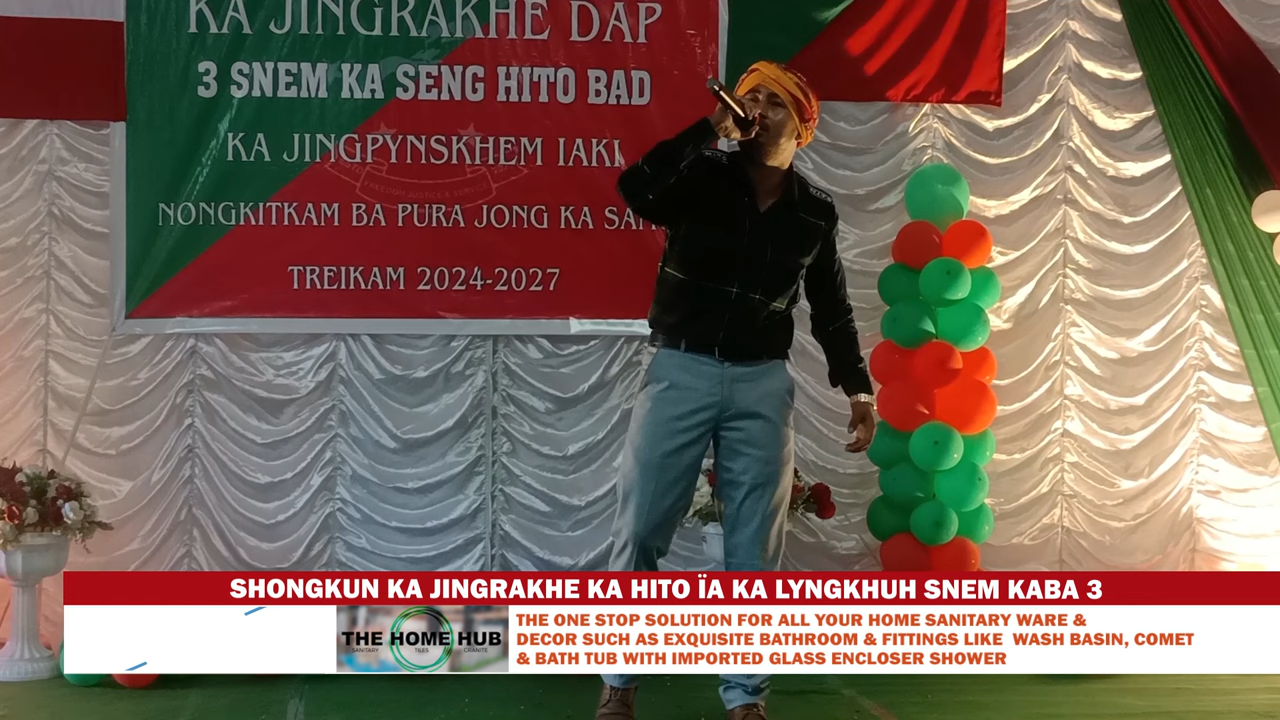 KA JINGRAKHE DAP
3 SNEM KA SENG HITO BAD
KA JINGPYNSKHEM IAKI
NONGKITKAM BA PURA JONG KA
TREIKAM 2024-2027
SHONGKUN KA JINGRAKHE KA HITO ÏA KA LYNGKHUH SNEM KABA 3
THE HOME HUB
SANITARY TILES GRANITE
THE ONE STOP SOLUTION FOR ALL YOUR HOME SANITARY WARE &
DECOR SUCH AS EXQUISITE BATHROOM & FITTINGS LIKE WASH BASIN, COMET
& BATH TUB WITH IMPORTED GLASS ENCLOSER SHOWER